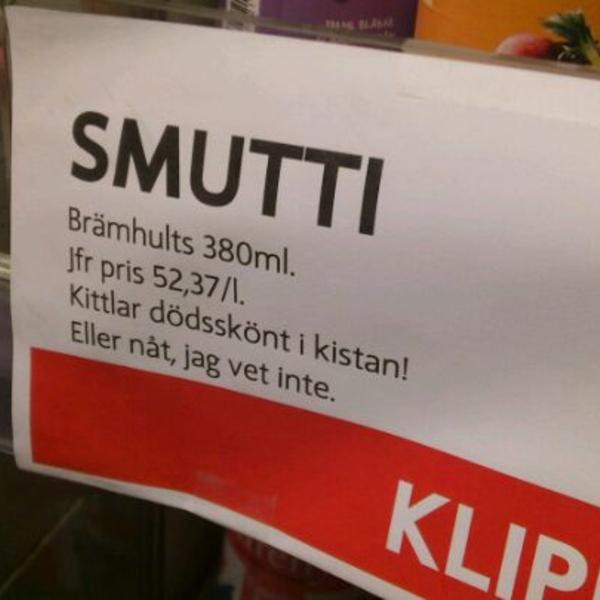 SMUTTI
Brämhults 380ml.
Jfr pris 52,37/l.
Kittlar dödsskönt i kistan!
Eller nåt, jag vet inte.
KLIP